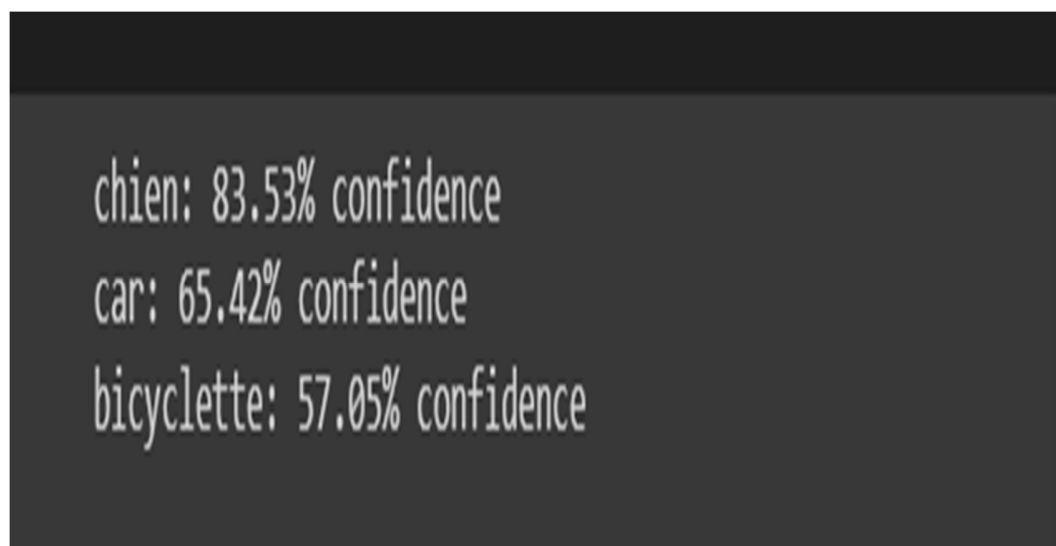 chien: 83.53% confidence
car: 65.42% confidence
bicyclette: 57.05% confidence